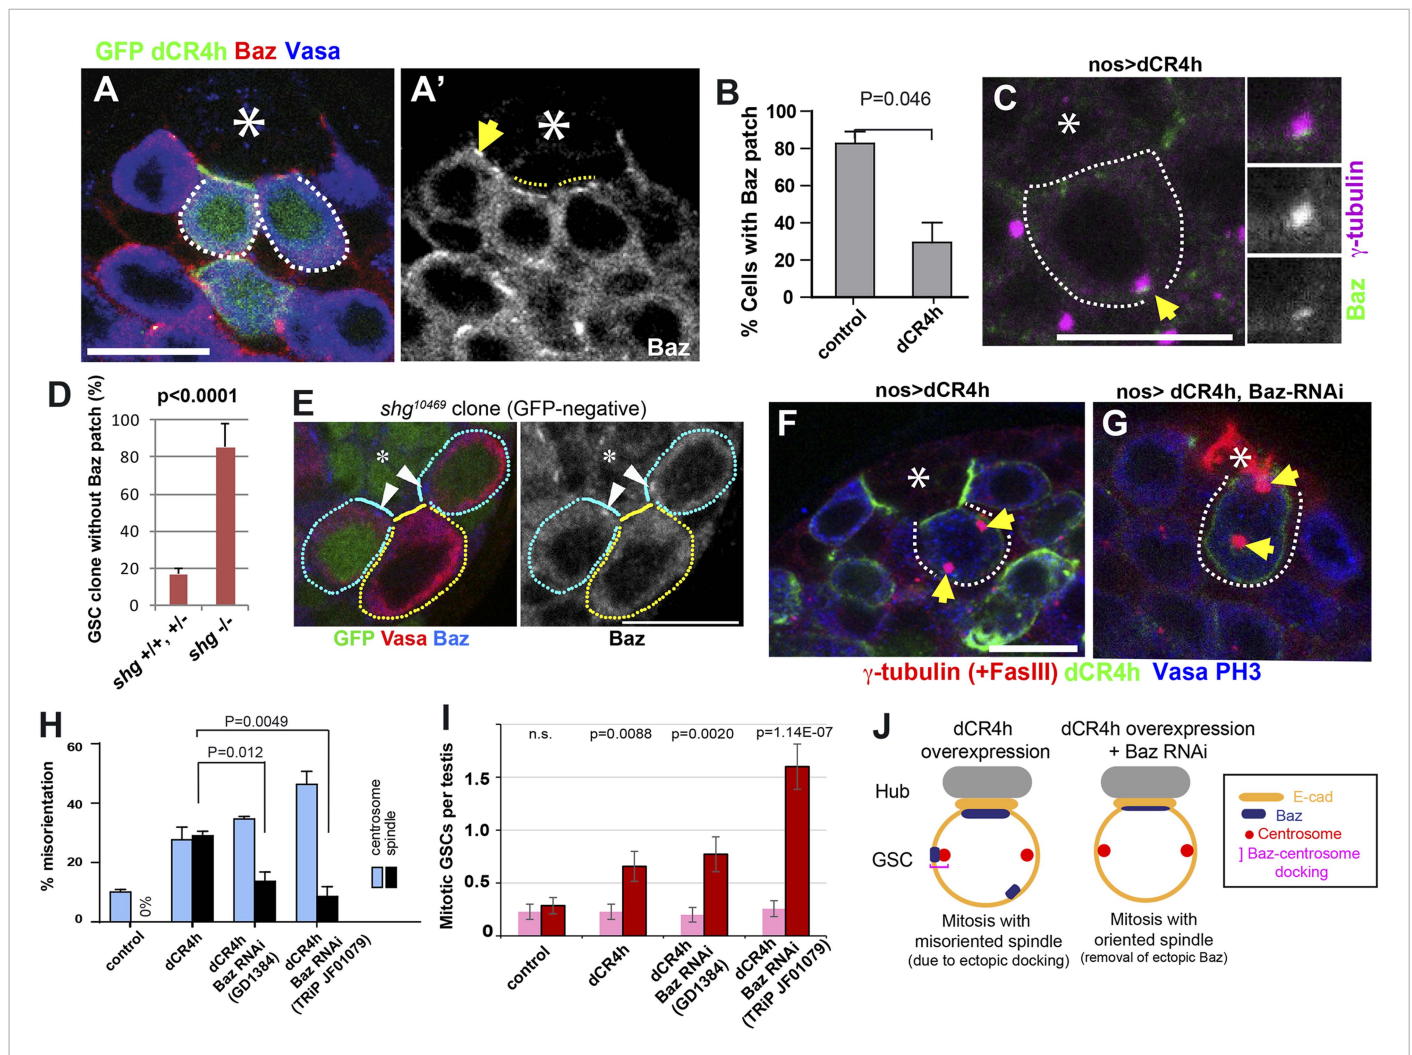 GFP dCR4h Baz Vasa
A
*
A'
*
Baz
B
P=0.046
% Cells with Baz patch
100
80
60
40
20
0
control
dCR4h
nos>dCR4h
C
*
γ-tubulin
Baz
D
p<0.0001
GSC clone without Baz patch (%)
100
80
60
40
20
0
shg +/+, +/-
shg -/-
E
shg10469 clone (GFP-negative)
*
*
GFP Vasa Baz
Baz
nos>dCR4h
F
*
nos> dCR4h, Baz-RNAi
G
*
γ-tubulin (+FasIII) dCR4h Vasa PH3
H
P=0.0049
P=0.012
% misorientation
60
40
20
0
0%
centrosome
spindle
control
dCR4h
dCR4h
Baz RNAi
(GD1384)
dCR4h
Baz RNAi
(TRiP JF01079)
I
n.s.
p=0.0088
p=0.0020
p=1.14E-07
Mitotic GSCs per testis
1.5
1.0
0.5
0
control
dCR4h
dCR4h
Baz RNAi
(GD1384)
dCR4h
Baz RNAi
(TRiP JF01079)
J
dCR4h
overexpression
dCR4h overexpression
+ Baz RNAi
Hub
GSC
Mitosis with
misoriented spindle
(due to ectopic docking)
Mitosis with
oriented spindle
(removal of ectopic Baz)
E-cad
Baz
Centrosome
] Baz-centrosome
docking